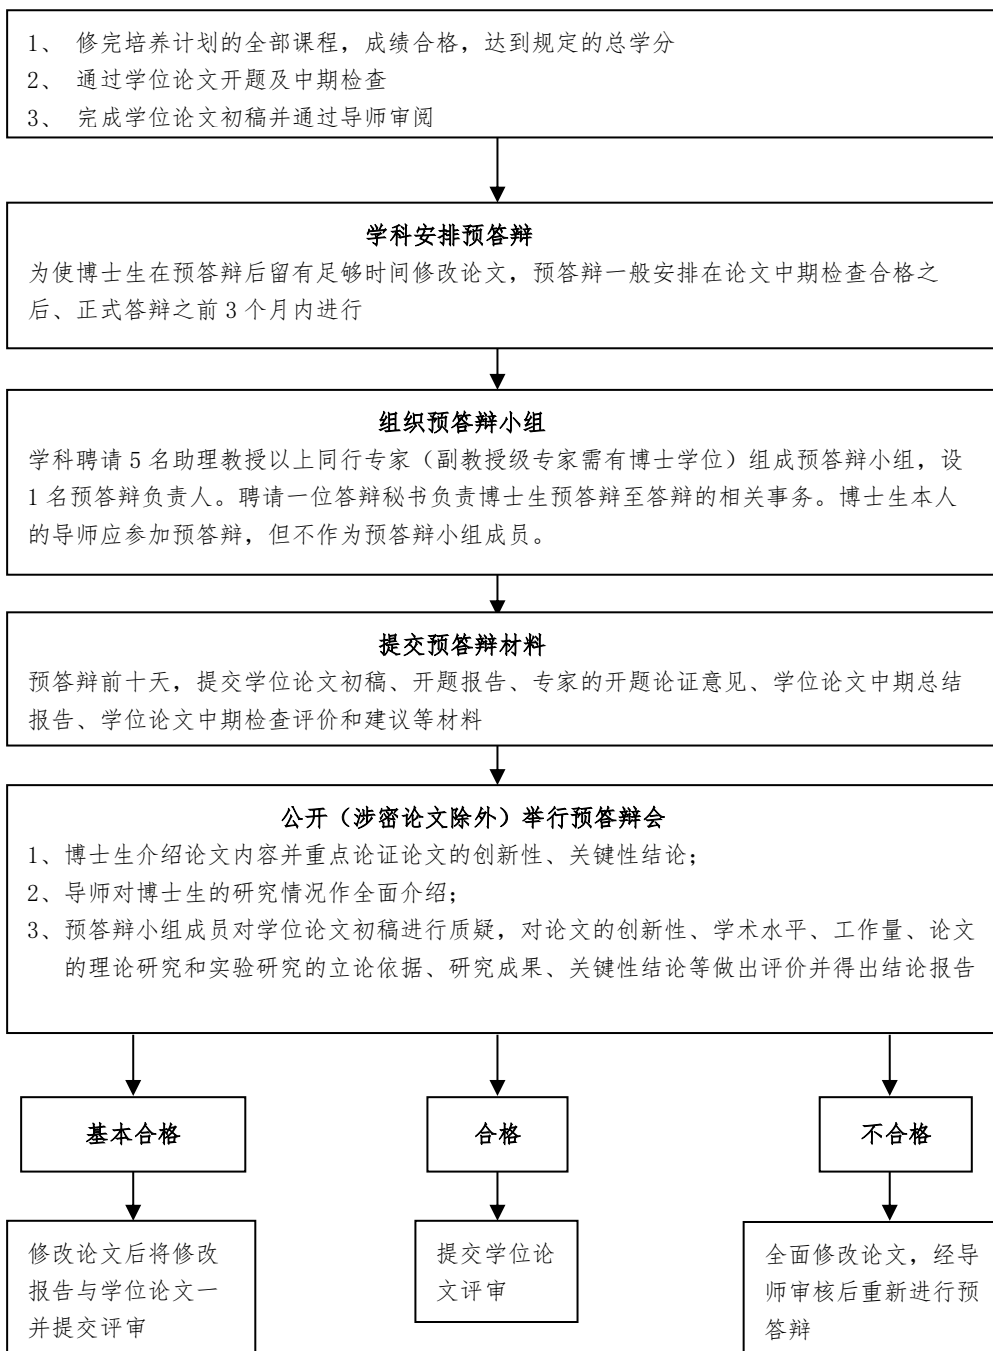 1、 修完培养计划的全部课程，成绩合格，达到规定的总学分
2、 通过学位论文开题及中期检查
3、 完成学位论文初稿并通过导师审阅
学科安排预答辩
为使博士生在预答辩后留有足够时间修改论文，预答辩一般安排在论文中期检查合格之
后、正式答辩之前 3 个月内进行
组织预答辩小组
学科聘请 5 名助理教授以上同行专家（副教授级专家需有博士学位）组成预答辩小组，设
1 名预答辩负责人。聘请一位答辩秘书负责博士生预答辩至答辩的相关事务。博士生本人
的导师应参加预答辩，但不作为预答辩小组成员。
提交预答辩材料
预答辩前十天，提交学位论文初稿、开题报告、专家的开题论证意见、学位论文中期总结
报告、学位论文中期检查评价和建议等材料
公开（涉密论文除外）举行预答辩会
1、博士生介绍论文内容并重点论证论文的创新性、关键性结论；
2、导师对博士生的研究情况作全面介绍；
3、预答辩小组成员对学位论文初稿进行质疑，对论文的创新性、学术水平、工作量、论文
的理论研究和实验研究的立论依据、研究成果、关键性结论等做出评价并得出结论报告
基本合格
合格
不合格
修改论文后将修改
报告与学位论文一
并提交评审
提交学位论
文评审
全面修改论文，经导
师审核后重新进行预
答辩